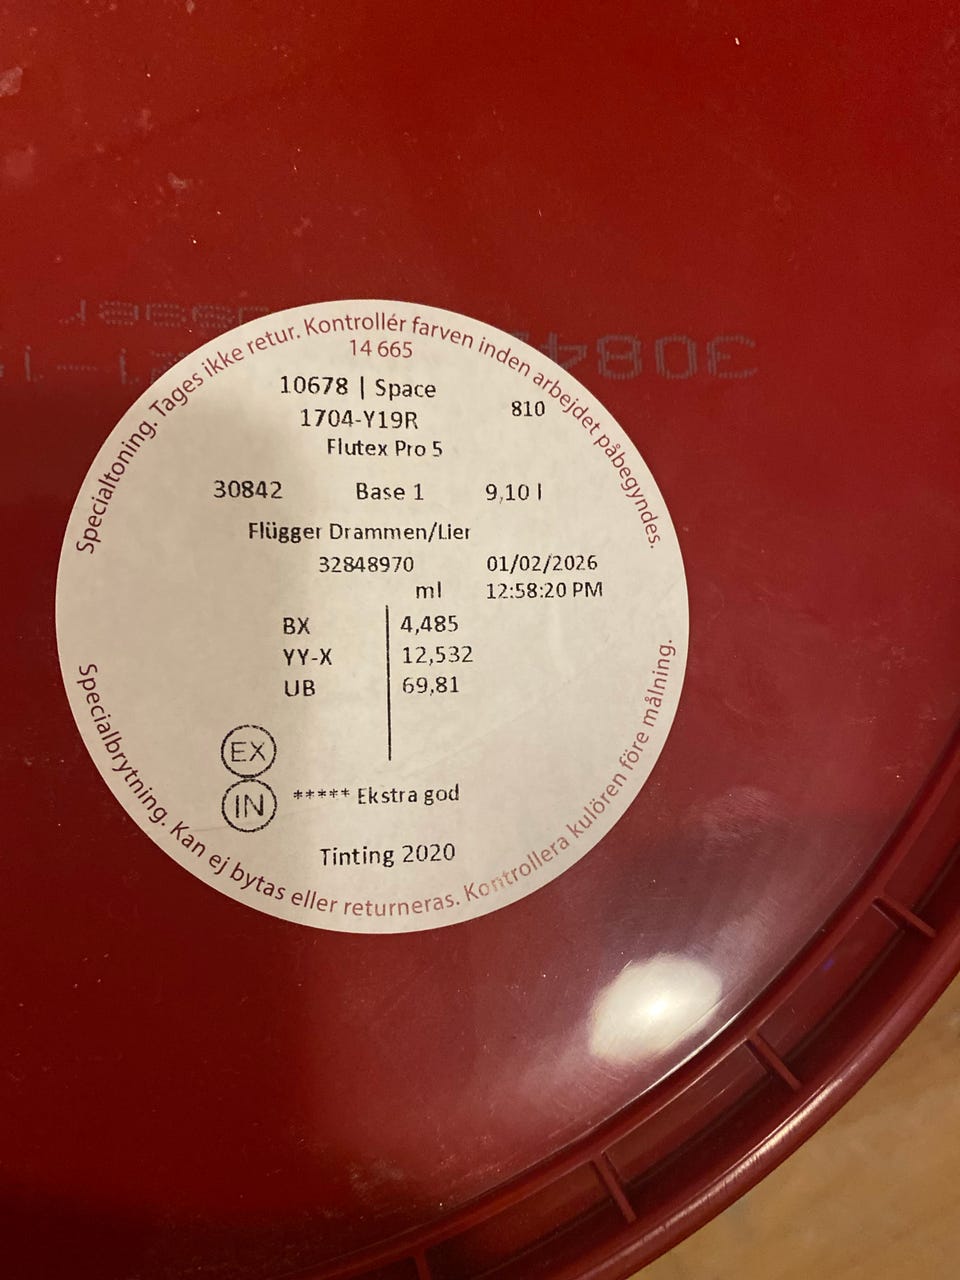 Specialtoning. Tages ikke retur. Kontrollér farven inden arbejdet påbegyndes.
14 665
10678 | Space
810
1704-Y19R
Flutex Pro 5
30842 Base 1 9,10 l
Flügger Drammen/Lier
32848970 01/02/2026
ml 12:58:20 PM
BX 4,485
YY-X 12,532
UB 69,81
EX
IN ***** Ekstra god
Tinting 2020
Specialbrytning. Kan ej bytas eller returneras. Kontrollera kulören före målning.